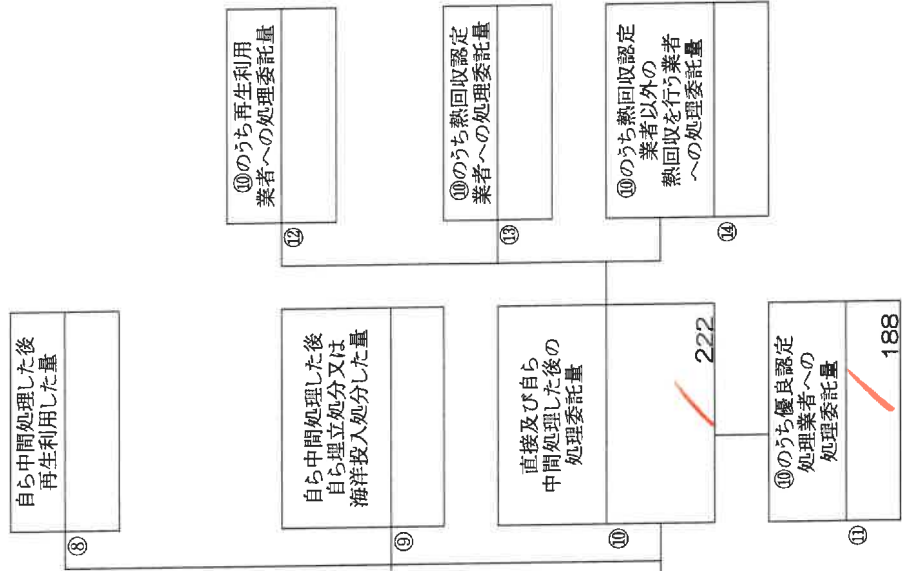 ⑧
自ら中間処理した後
再生利用した量
⑨
自ら中間処理した後
自ら埋立処分又は
海洋投入処分した量
⑩
直接及び自ら
中間処理した後の
処理委託量
222
⑪
⑩のうち優良認定
処理業者への
処理委託量
188
⑫
⑩のうち再生利用
業者への処理委託量
⑬
⑩のうち熱回収認定
業者への処理委託量
⑭
⑩のうち熱回収認定
業者以外の
熱回収を行う業者
への処理委託量